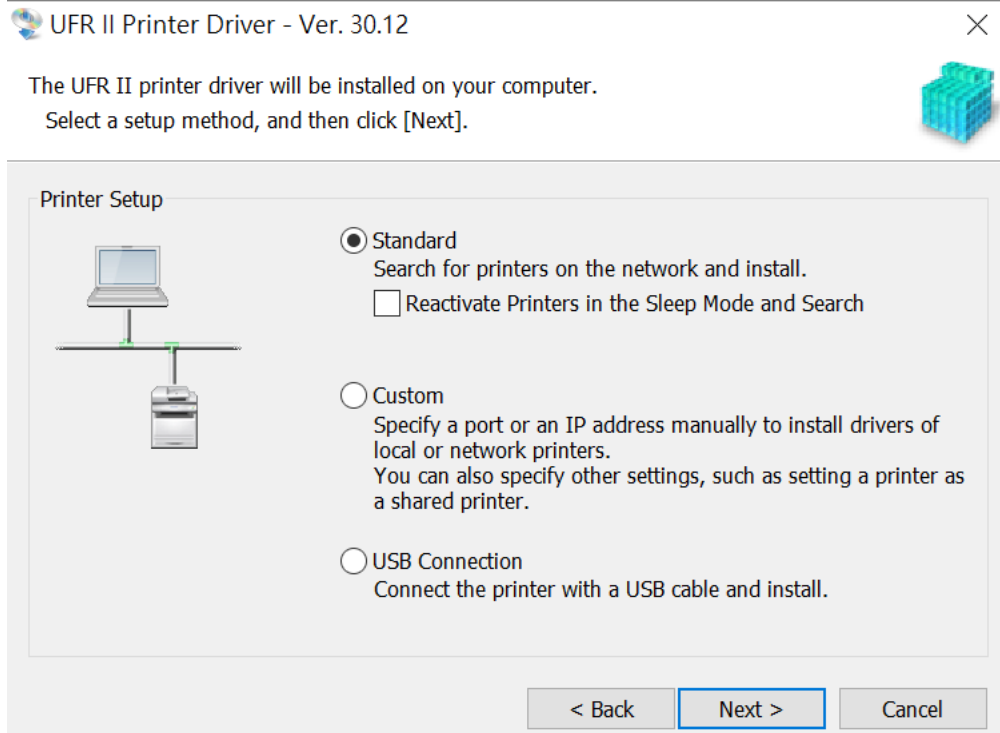 UFR II Printer Driver - Ver. 30.12
The UFR II printer driver will be installed on your computer.
Select a setup method, and then click [Next].
Printer Setup
Standard
Search for printers on the network and install.
Reactivate Printers in the Sleep Mode and Search
Custom
Specify a port or an IP address manually to install drivers of
local or network printers.
You can also specify other settings, such as setting a printer as
a shared printer.
USB Connection
Connect the printer with a USB cable and install.
< Back
Next >
Cancel